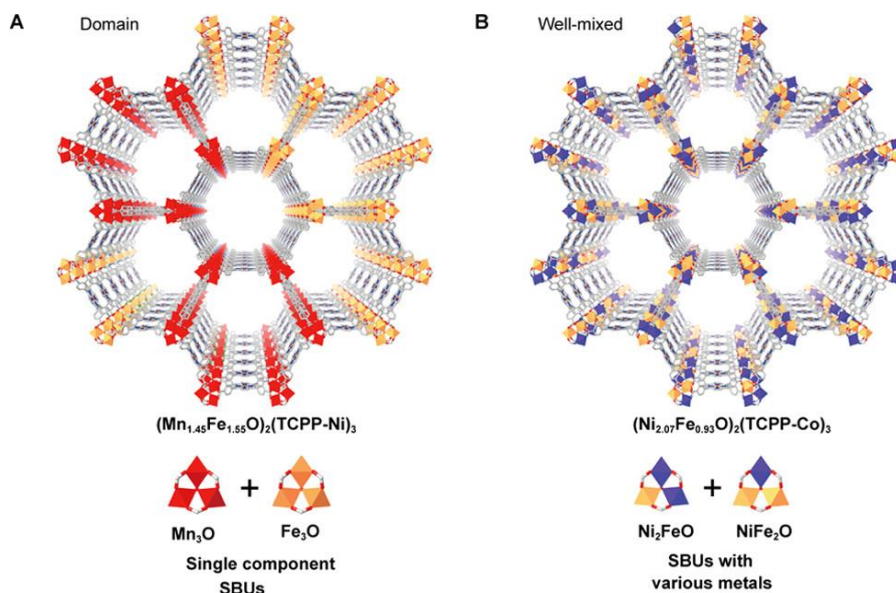 A Domain
B Well-mixed
(Mn₁.₄₅Fe₁.₅₅O)₂(TCPP-Ni)₃
(Ni₂.₀₇Fe₀.₉₃O)₂(TCPP-Co)₃
+
+
Mn₃O Fe₃O
Ni₂FeO NiFe₂O
Single component
SBUs
SBUs with
various metals